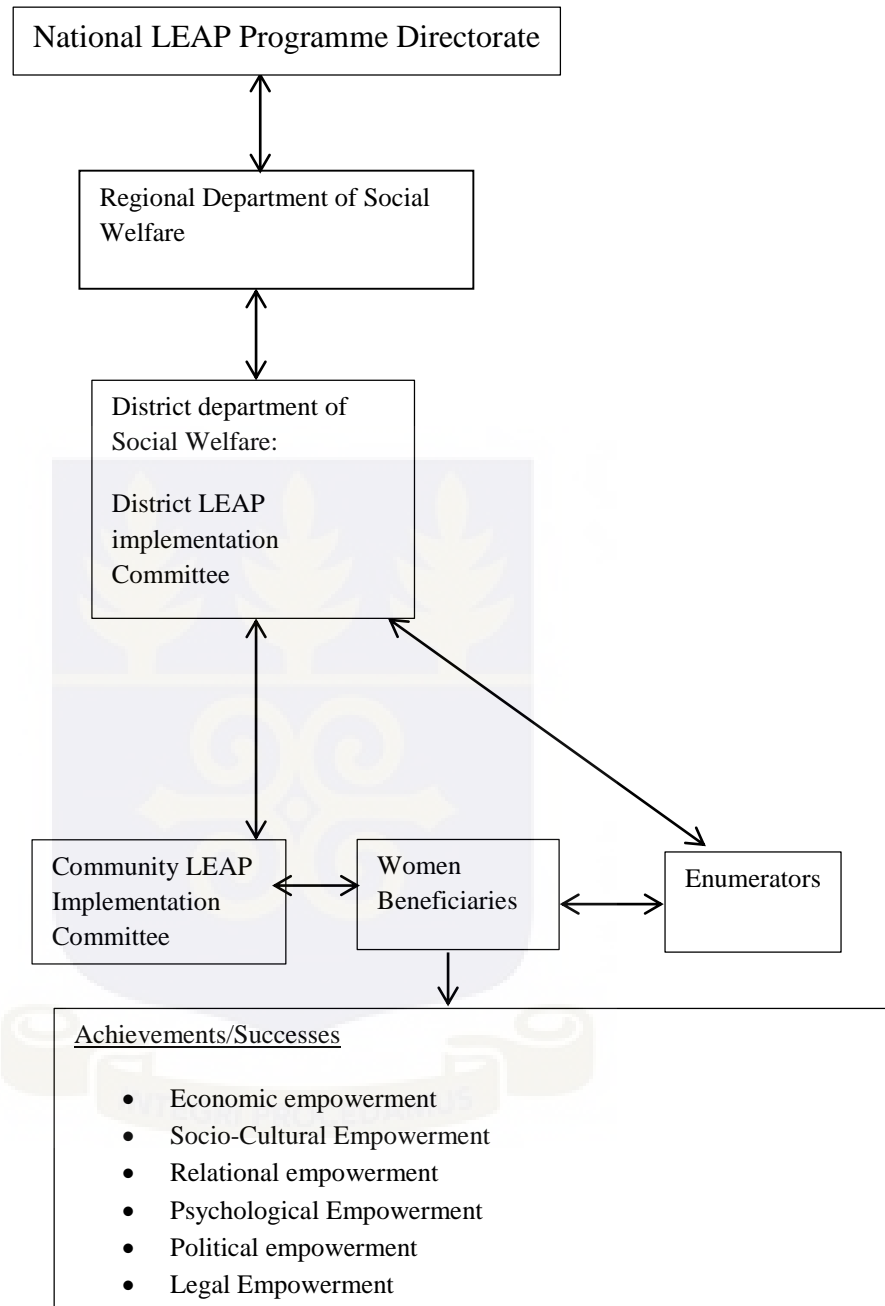 National LEAP Programme Directorate
Regional Department of Social
Welfare
District department of
Social Welfare:
District LEAP
implementation
Committee
Community LEAP
Implementation
Committee
Women
Beneficiaries
Enumerators
Achievements/Successes
• Economic empowerment
• Socio-Cultural Empowerment
• Relational empowerment
• Psychological Empowerment
• Political empowerment
• Legal Empowerment
INTEGRI PROCEDAMUS